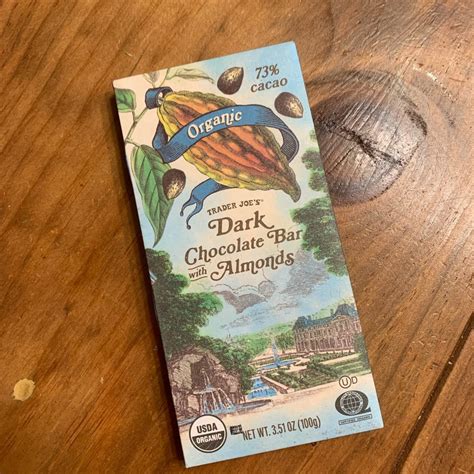 73%
cacao
Organic
TRADER JOE'S
Dark
Chocolate Bar
with Almonds
U D
USDA
ORGANIC
NET WT. 3.51 OZ (100g)